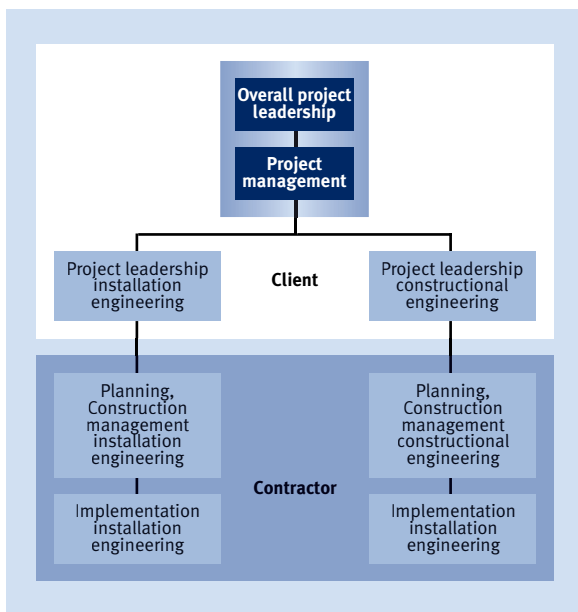 Overall project
leadership
Project
management
Project leadership
installation
engineering
Client
Project leadership
constructional
engineering
Planning,
Construction
management
installation
engineering
Planning,
Construction
management
constructional
engineering
Contractor
Implementation
installation
engineering
Implementation
installation
engineering